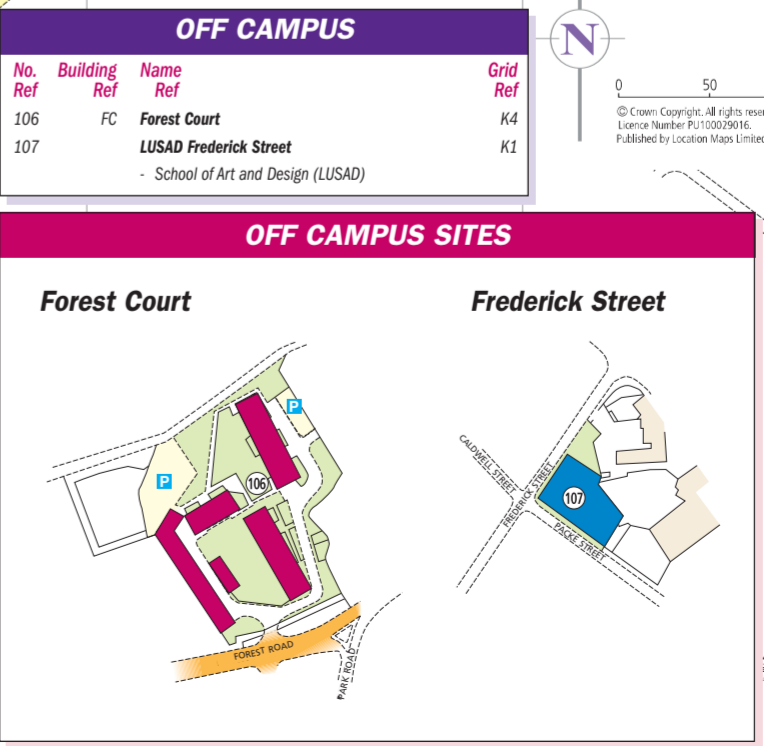 OFF CAMPUS
No. Ref Building Ref Name Ref Grid Ref
106 FC Forest Court K4
107 LUSAD Frederick Street K1
- School of Art and Design (LUSAD)
N
0 50
© Crown Copyright. All rights reser
Licence Number PU100029016.
Published by Location Maps Limited
OFF CAMPUS SITES
Forest Court
Frederick Street
P
P
106
FOREST ROAD
PARK ROAD
CALDWELL STREET
FREDERICK STREET
107
PACKE STREET